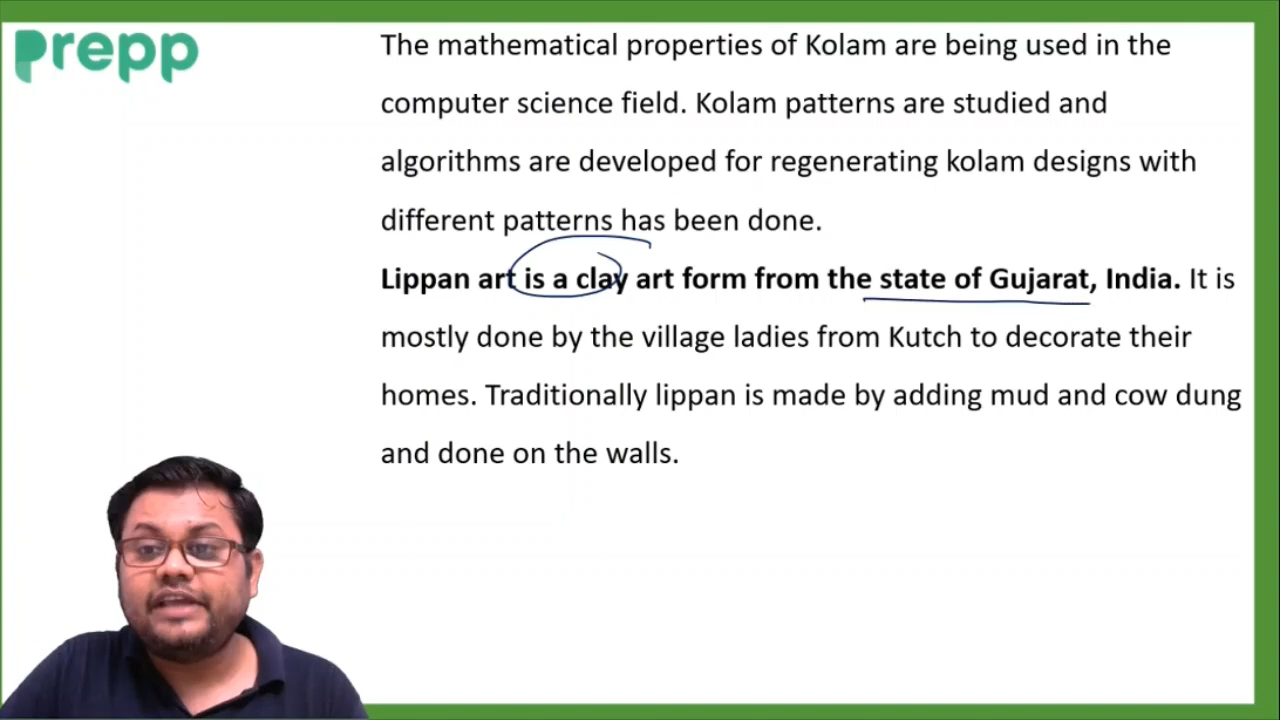 Prepp
The mathematical properties of Kolam are being used in the
computer science field. Kolam patterns are studied and
algorithms are developed for regenerating kolam designs with
different patterns has been done.
Lippan art is a clay art form from the state of Gujarat, India. It is
mostly done by the village ladies from Kutch to decorate their
homes. Traditionally lippan is made by adding mud and cow dung
and done on the walls.